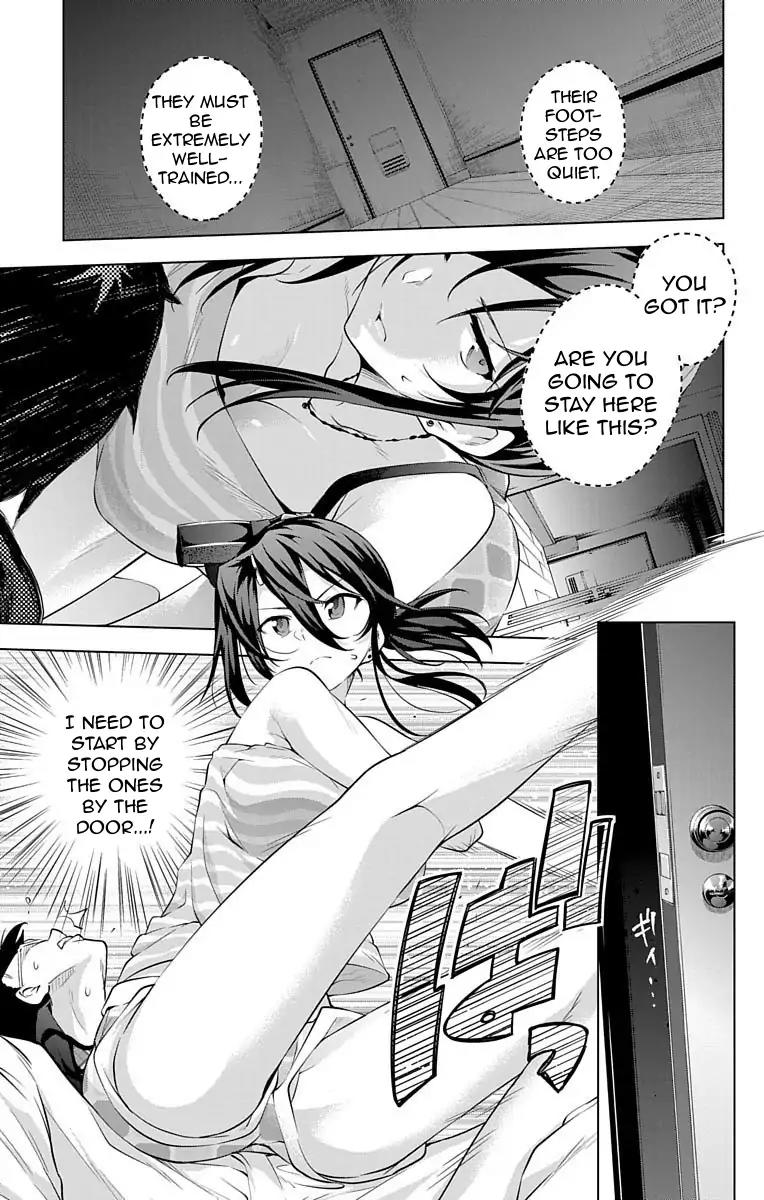 THEIR
FOOT-
STEPS
ARE TOO
QUIET.
THEY MUST
BE
EXTREMELY
WELL-
TRAINED...
YOU
GOT IT?
ARE YOU
GOING TO
STAY HERE
LIKE THIS?
I NEED TO
START BY
STOPPING
THE ONES
BY THE
DOOR...!
ギィ…